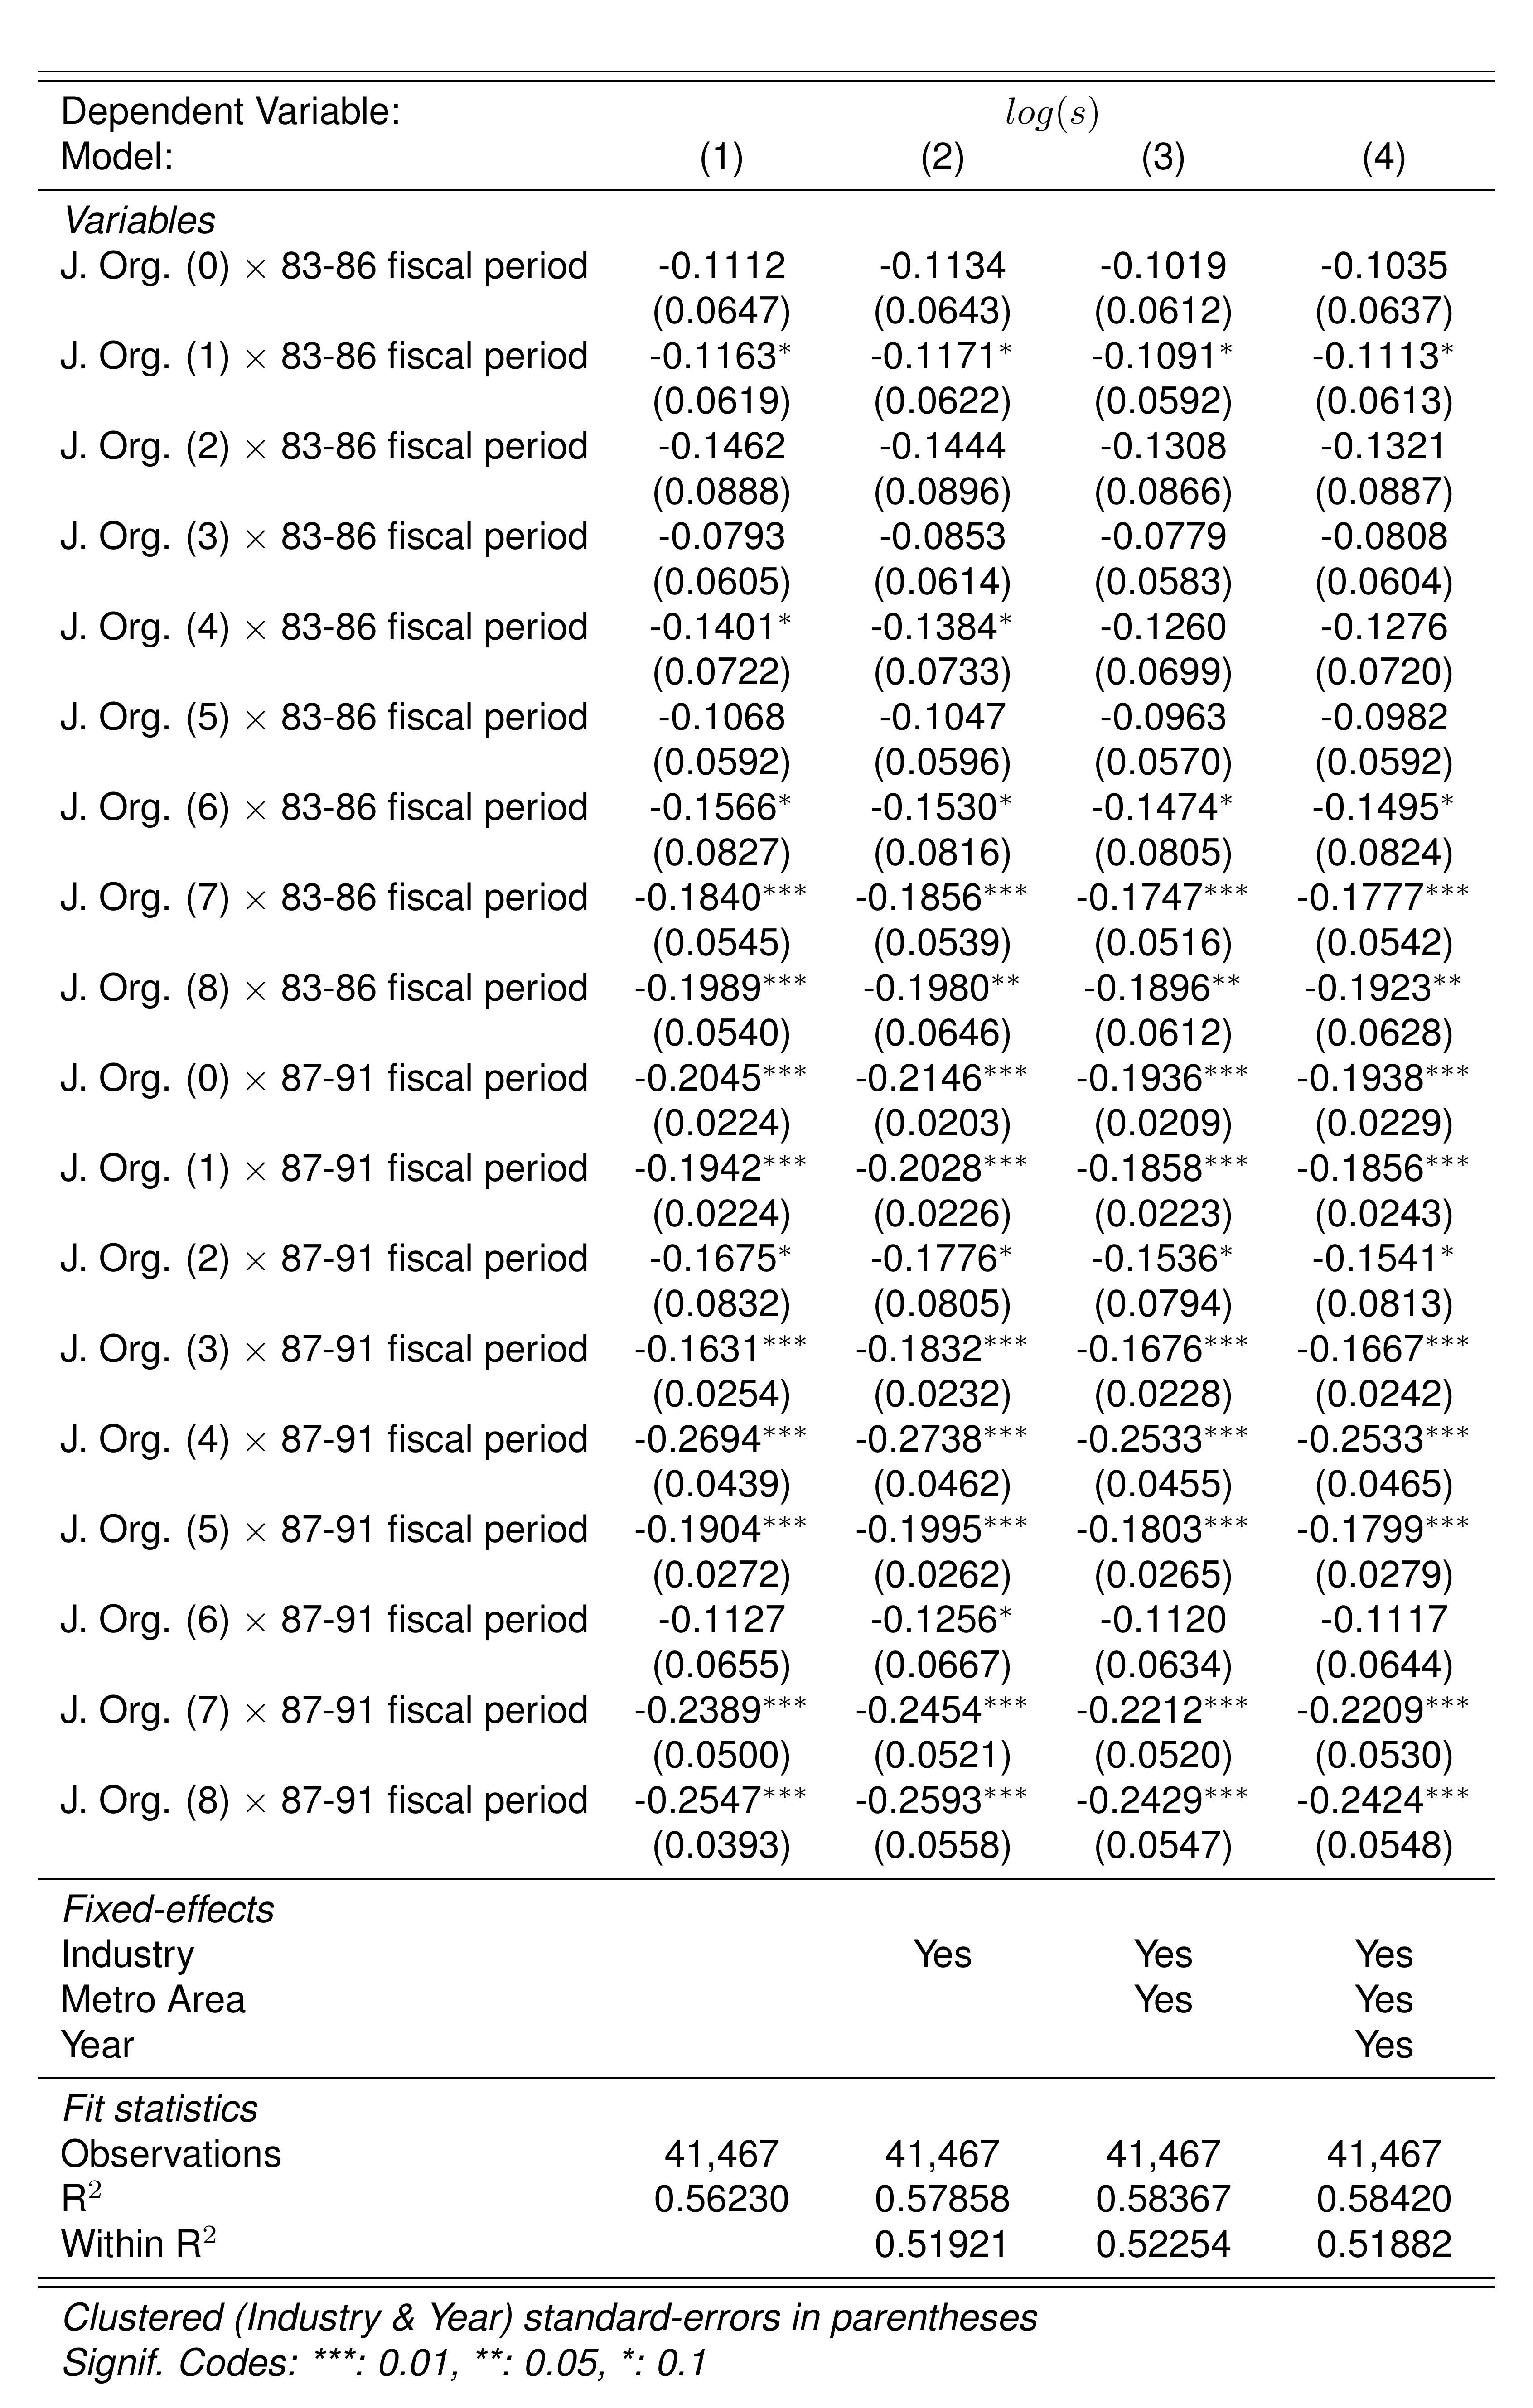 Dependent Variable: log(s)
Model: (1) (2) (3) (4)
Variables
J. Org. (0) × 83-86 fiscal period -0.1112 -0.1134 -0.1019 -0.1035
(0.0647) (0.0643) (0.0612) (0.0637)
J. Org. (1) × 83-86 fiscal period -0.1163* -0.1171* -0.1091* -0.1113*
(0.0619) (0.0622) (0.0592) (0.0613)
J. Org. (2) × 83-86 fiscal period -0.1462 -0.1444 -0.1308 -0.1321
(0.0888) (0.0896) (0.0866) (0.0887)
J. Org. (3) × 83-86 fiscal period -0.0793 -0.0853 -0.0779 -0.0808
(0.0605) (0.0614) (0.0583) (0.0604)
J. Org. (4) × 83-86 fiscal period -0.1401* -0.1384* -0.1260 -0.1276
(0.0722) (0.0733) (0.0699) (0.0720)
J. Org. (5) × 83-86 fiscal period -0.1068 -0.1047 -0.0963 -0.0982
(0.0592) (0.0596) (0.0570) (0.0592)
J. Org. (6) × 83-86 fiscal period -0.1566* -0.1530* -0.1474* -0.1495*
(0.0827) (0.0816) (0.0805) (0.0824)
J. Org. (7) × 83-86 fiscal period -0.1840*** -0.1856*** -0.1747*** -0.1777***
(0.0545) (0.0539) (0.0516) (0.0542)
J. Org. (8) × 83-86 fiscal period -0.1989*** -0.1980** -0.1896** -0.1923**
(0.0540) (0.0646) (0.0612) (0.0628)
J. Org. (0) × 87-91 fiscal period -0.2045*** -0.2146*** -0.1936*** -0.1938***
(0.0224) (0.0203) (0.0209) (0.0229)
J. Org. (1) × 87-91 fiscal period -0.1942*** -0.2028*** -0.1858*** -0.1856***
(0.0224) (0.0226) (0.0223) (0.0243)
J. Org. (2) × 87-91 fiscal period -0.1675* -0.1776* -0.1536* -0.1541*
(0.0832) (0.0805) (0.0794) (0.0813)
J. Org. (3) × 87-91 fiscal period -0.1631*** -0.1832*** -0.1676*** -0.1667***
(0.0254) (0.0232) (0.0228) (0.0242)
J. Org. (4) × 87-91 fiscal period -0.2694*** -0.2738*** -0.2533*** -0.2533***
(0.0439) (0.0462) (0.0455) (0.0465)
J. Org. (5) × 87-91 fiscal period -0.1904*** -0.1995*** -0.1803*** -0.1799***
(0.0272) (0.0262) (0.0265) (0.0279)
J. Org. (6) × 87-91 fiscal period -0.1127 -0.1256* -0.1120 -0.1117
(0.0655) (0.0667) (0.0634) (0.0644)
J. Org. (7) × 87-91 fiscal period -0.2389*** -0.2454*** -0.2212*** -0.2209***
(0.0500) (0.0521) (0.0520) (0.0530)
J. Org. (8) × 87-91 fiscal period -0.2547*** -0.2593*** -0.2429*** -0.2424***
(0.0393) (0.0558) (0.0547) (0.0548)
Fixed-effects
Industry Yes Yes Yes
Metro Area Yes Yes
Year Yes
Fit statistics
Observations 41,467 41,467 41,467 41,467
R² 0.56230 0.57858 0.58367 0.58420
Within R² 0.51921 0.52254 0.51882
Clustered (Industry & Year) standard-errors in parentheses
Signif. Codes: ***: 0.01, **: 0.05, *: 0.1